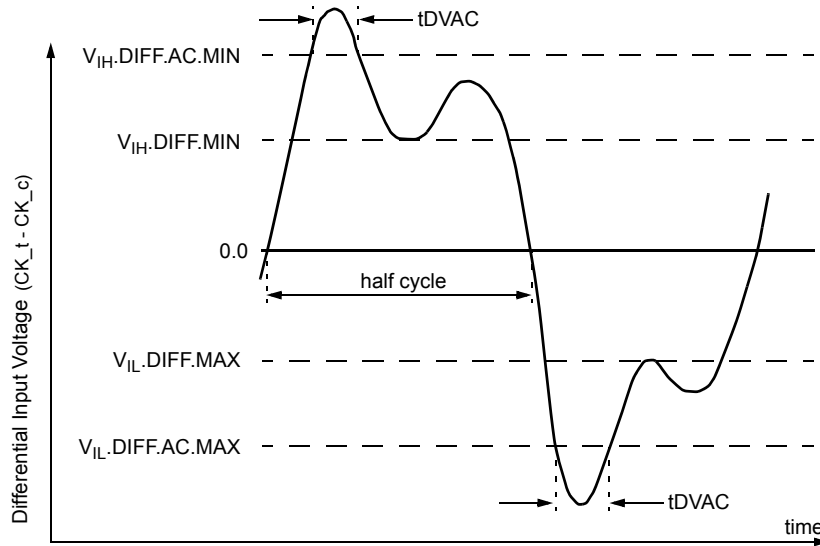 tDVAC
VIH.DIFF.AC.MIN
VIH.DIFF.MIN
0.0
half cycle
VIL.DIFF.MAX
VIL.DIFF.AC.MAX
tDVAC
time
Differential Input Voltage (CK_t - CK_c)